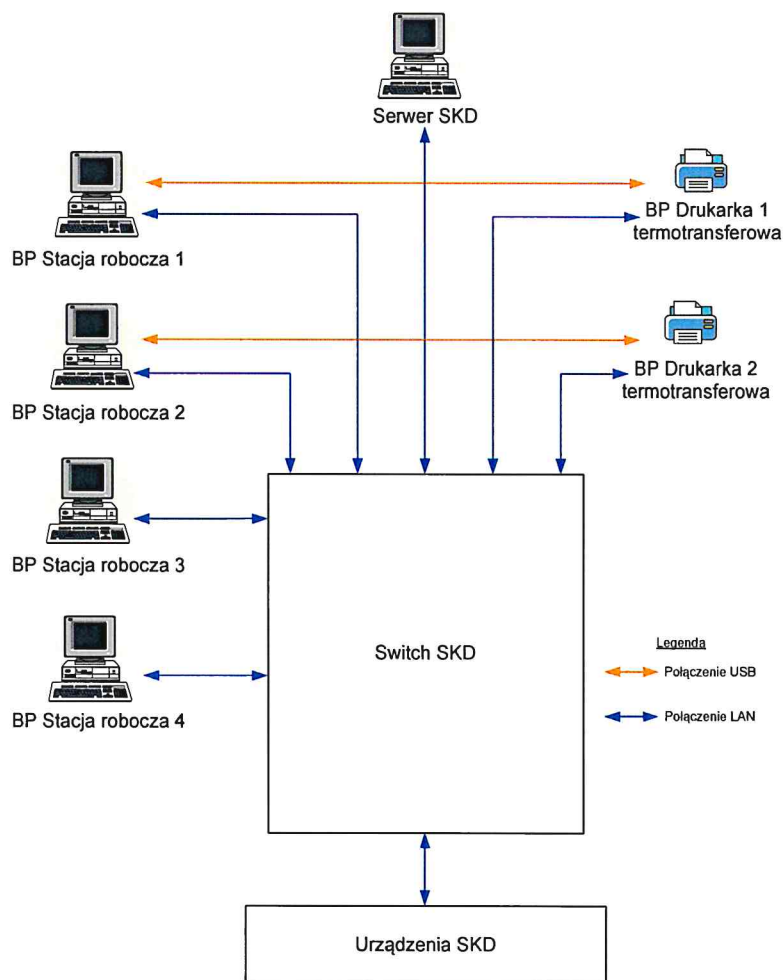 Serwer SKD
BP Stacja robocza 1
BP Drukarka 1
termotransferowa
BP Stacja robocza 2
BP Drukarka 2
termotransferowa
BP Stacja robocza 3
BP Stacja robocza 4
Switch SKD
Legenda
Połączenie USB
Połączenie LAN
Urządzenia SKD